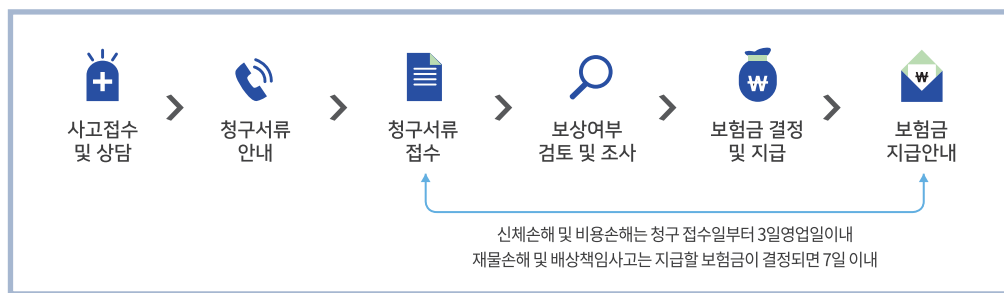 사고접수
및 상담
청구서류
안내
청구서류
접수
보상여부
검토 및 조사
보험금 결정
및 지급
보험금
지급안내
신체손해 및 비용손해는 청구 접수일부터 3일영업일이내
재물손해 및 배상책임사고는 지급할 보험금이 결정되면 7일 이내